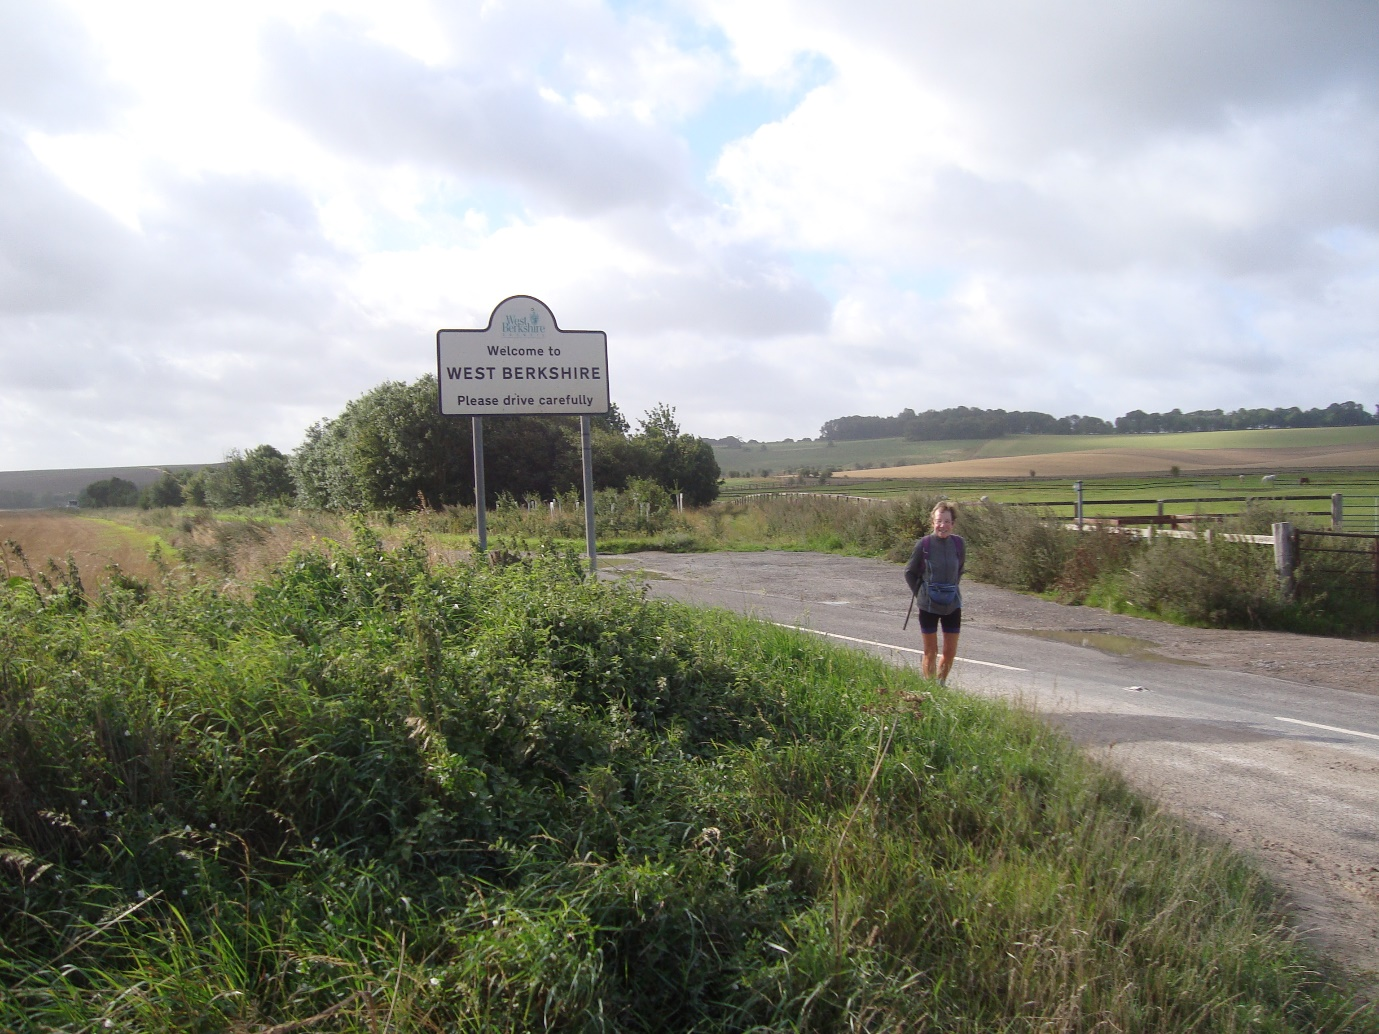 West
Berkshire
Welcome to
WEST BERKSHIRE
Please drive carefully